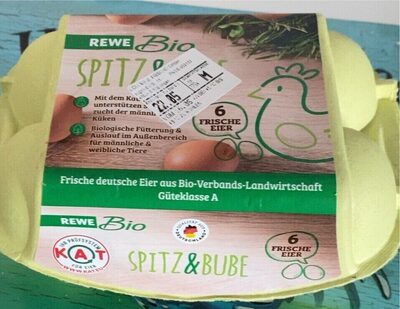 REWE Bio
SPITZ&
22.05
M
Mit dem
unterstützen
zucht der männ
Küken
Biologische Fütterung &
Auslauf im Außenbereich
für männliche &
weibliche Tiere
6
FRISCHE
EIER
Frische deutsche Eier aus Bio-Verbands-Landwirtschaft
Güteklasse A
REWE Bio
KAT
SPITZ&BUBE
6
FRISCHE
EIER